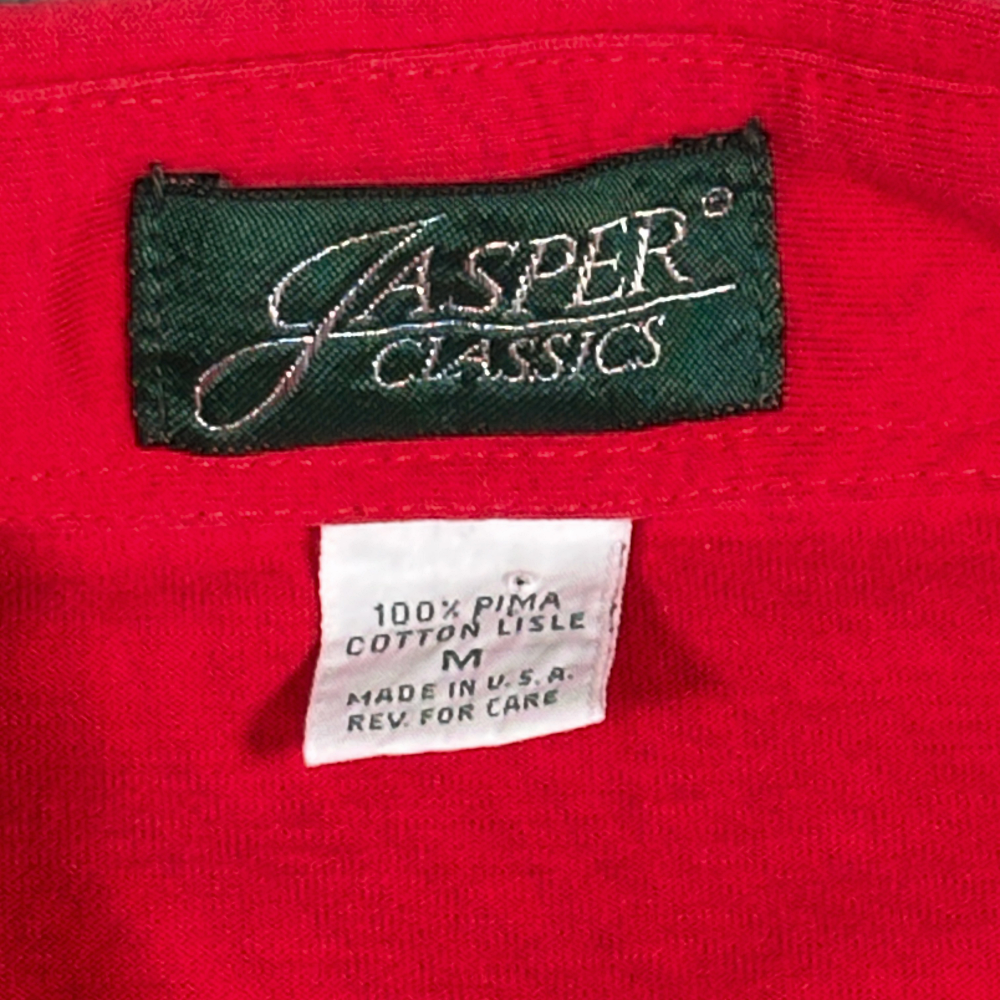 JASPER®
CLASSICS
100% PIMA
COTTON LISLE
M
MADE IN U.S.A.
REV. FOR CARE